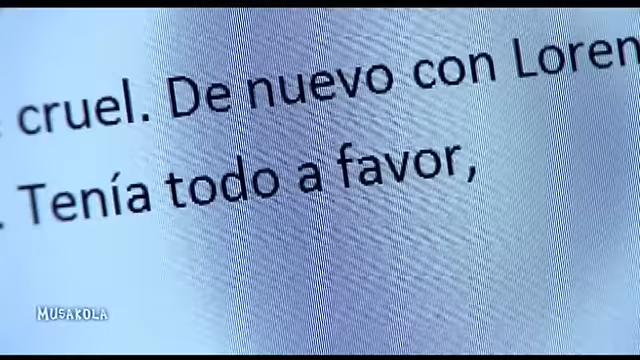 cruel. De nuevo con Loren
. Tenía todo a favor,
MUSAKOLA